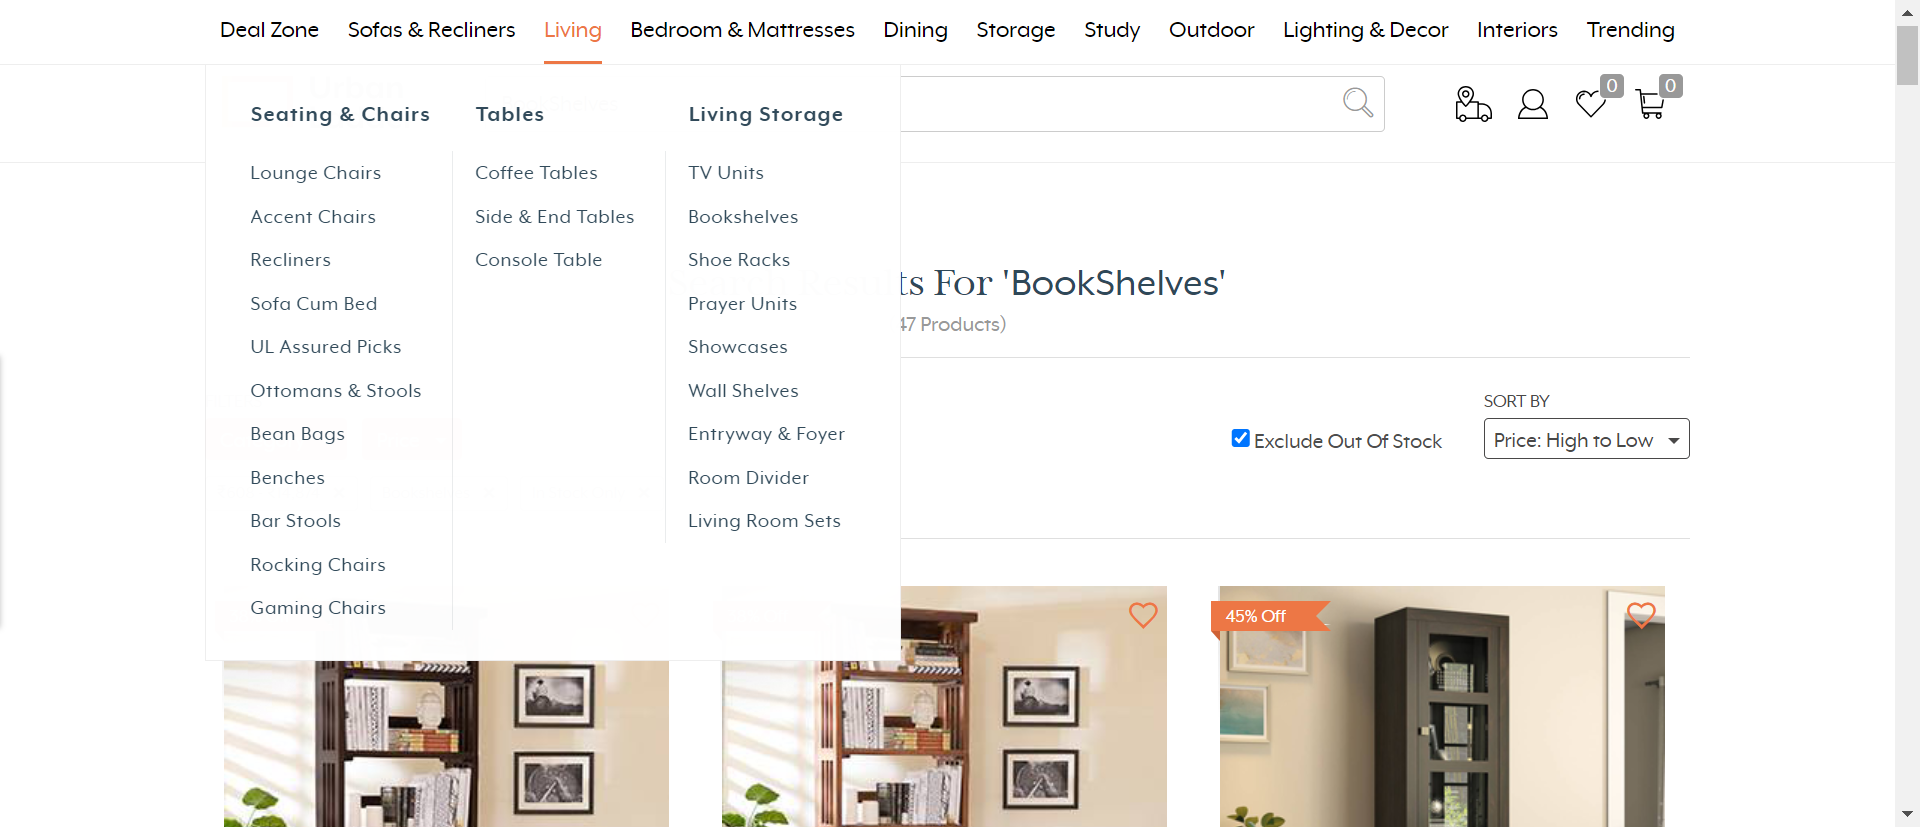 Deal Zone Sofas & Recliners Living Bedroom & Mattresses Dining Storage Study Outdoor Lighting & Decor Interiors Trending
0 0
Seating & Chairs
Lounge Chairs
Accent Chairs
Recliners
Sofa Cum Bed
UL Assured Picks
Ottomans & Stools
Bean Bags
Benches
Bar Stools
Rocking Chairs
Gaming Chairs
Tables
Coffee Tables
Side & End Tables
Console Table
Living Storage
TV Units
Bookshelves
Shoe Racks
Prayer Units
Showcases
Wall Shelves
Entryway & Foyer
Room Divider
Living Room Sets
For 'BookShelves'
47 Products)
SORT BY
Exclude Out Of Stock
Price: High to Low
45% Off